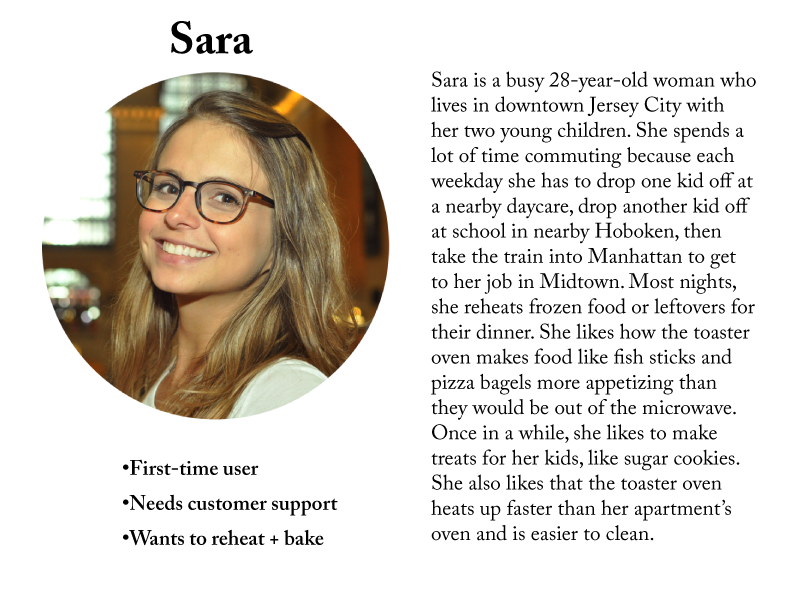 Sara
Sara is a busy 28-year-old woman who
lives in downtown Jersey City with
her two young children. She spends a
lot of time commuting because each
weekday she has to drop one kid off at
a nearby daycare, drop another kid off
at school in nearby Hoboken, then
take the train into Manhattan to get
to her job in Midtown. Most nights,
she reheats frozen food or leftovers for
their dinner. She likes how the toaster
oven makes food like fish sticks and
pizza bagels more appetizing than
they would be out of the microwave.
Once in a while, she likes to make
treats for her kids, like sugar cookies.
She also likes that the toaster oven
heats up faster than her apartment’s
oven and is easier to clean.
•First-time user
•Needs customer support
•Wants to reheat + bake